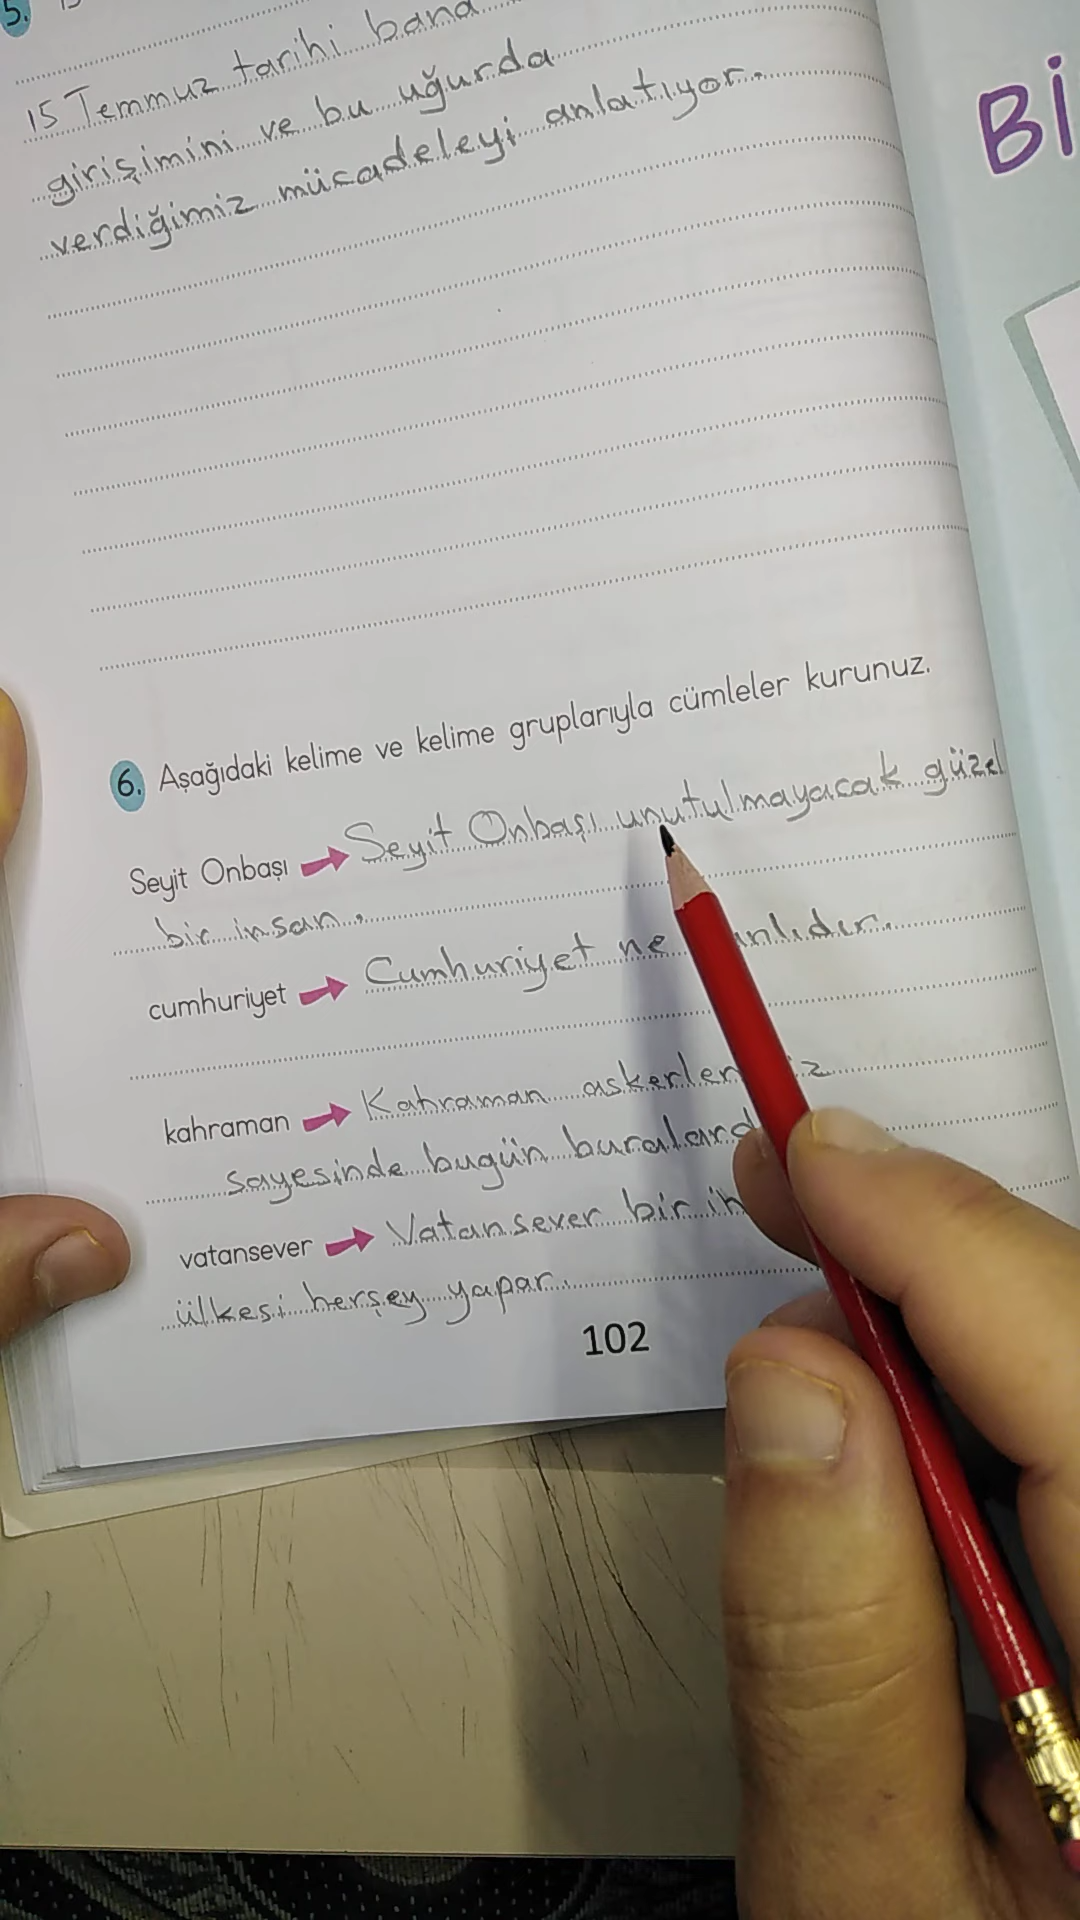 5.
15 Temmuz tarihi bana
girişimini ve bu uğurda
verdiğimiz mücadeleyi anlatıyor.
6. Aşağıdaki kelime ve kelime gruplarıyla cümleler kurunuz.
Seyit Onbaşı Seyit Onbaşı unutulmayacak güzel
bir insan.
cumhuriyet Cumhuriyet ne
kahraman Kahraman
sayesinde bugün
vatansever Vatansever bir
ülkesi herşey yapar.
102
Bİ